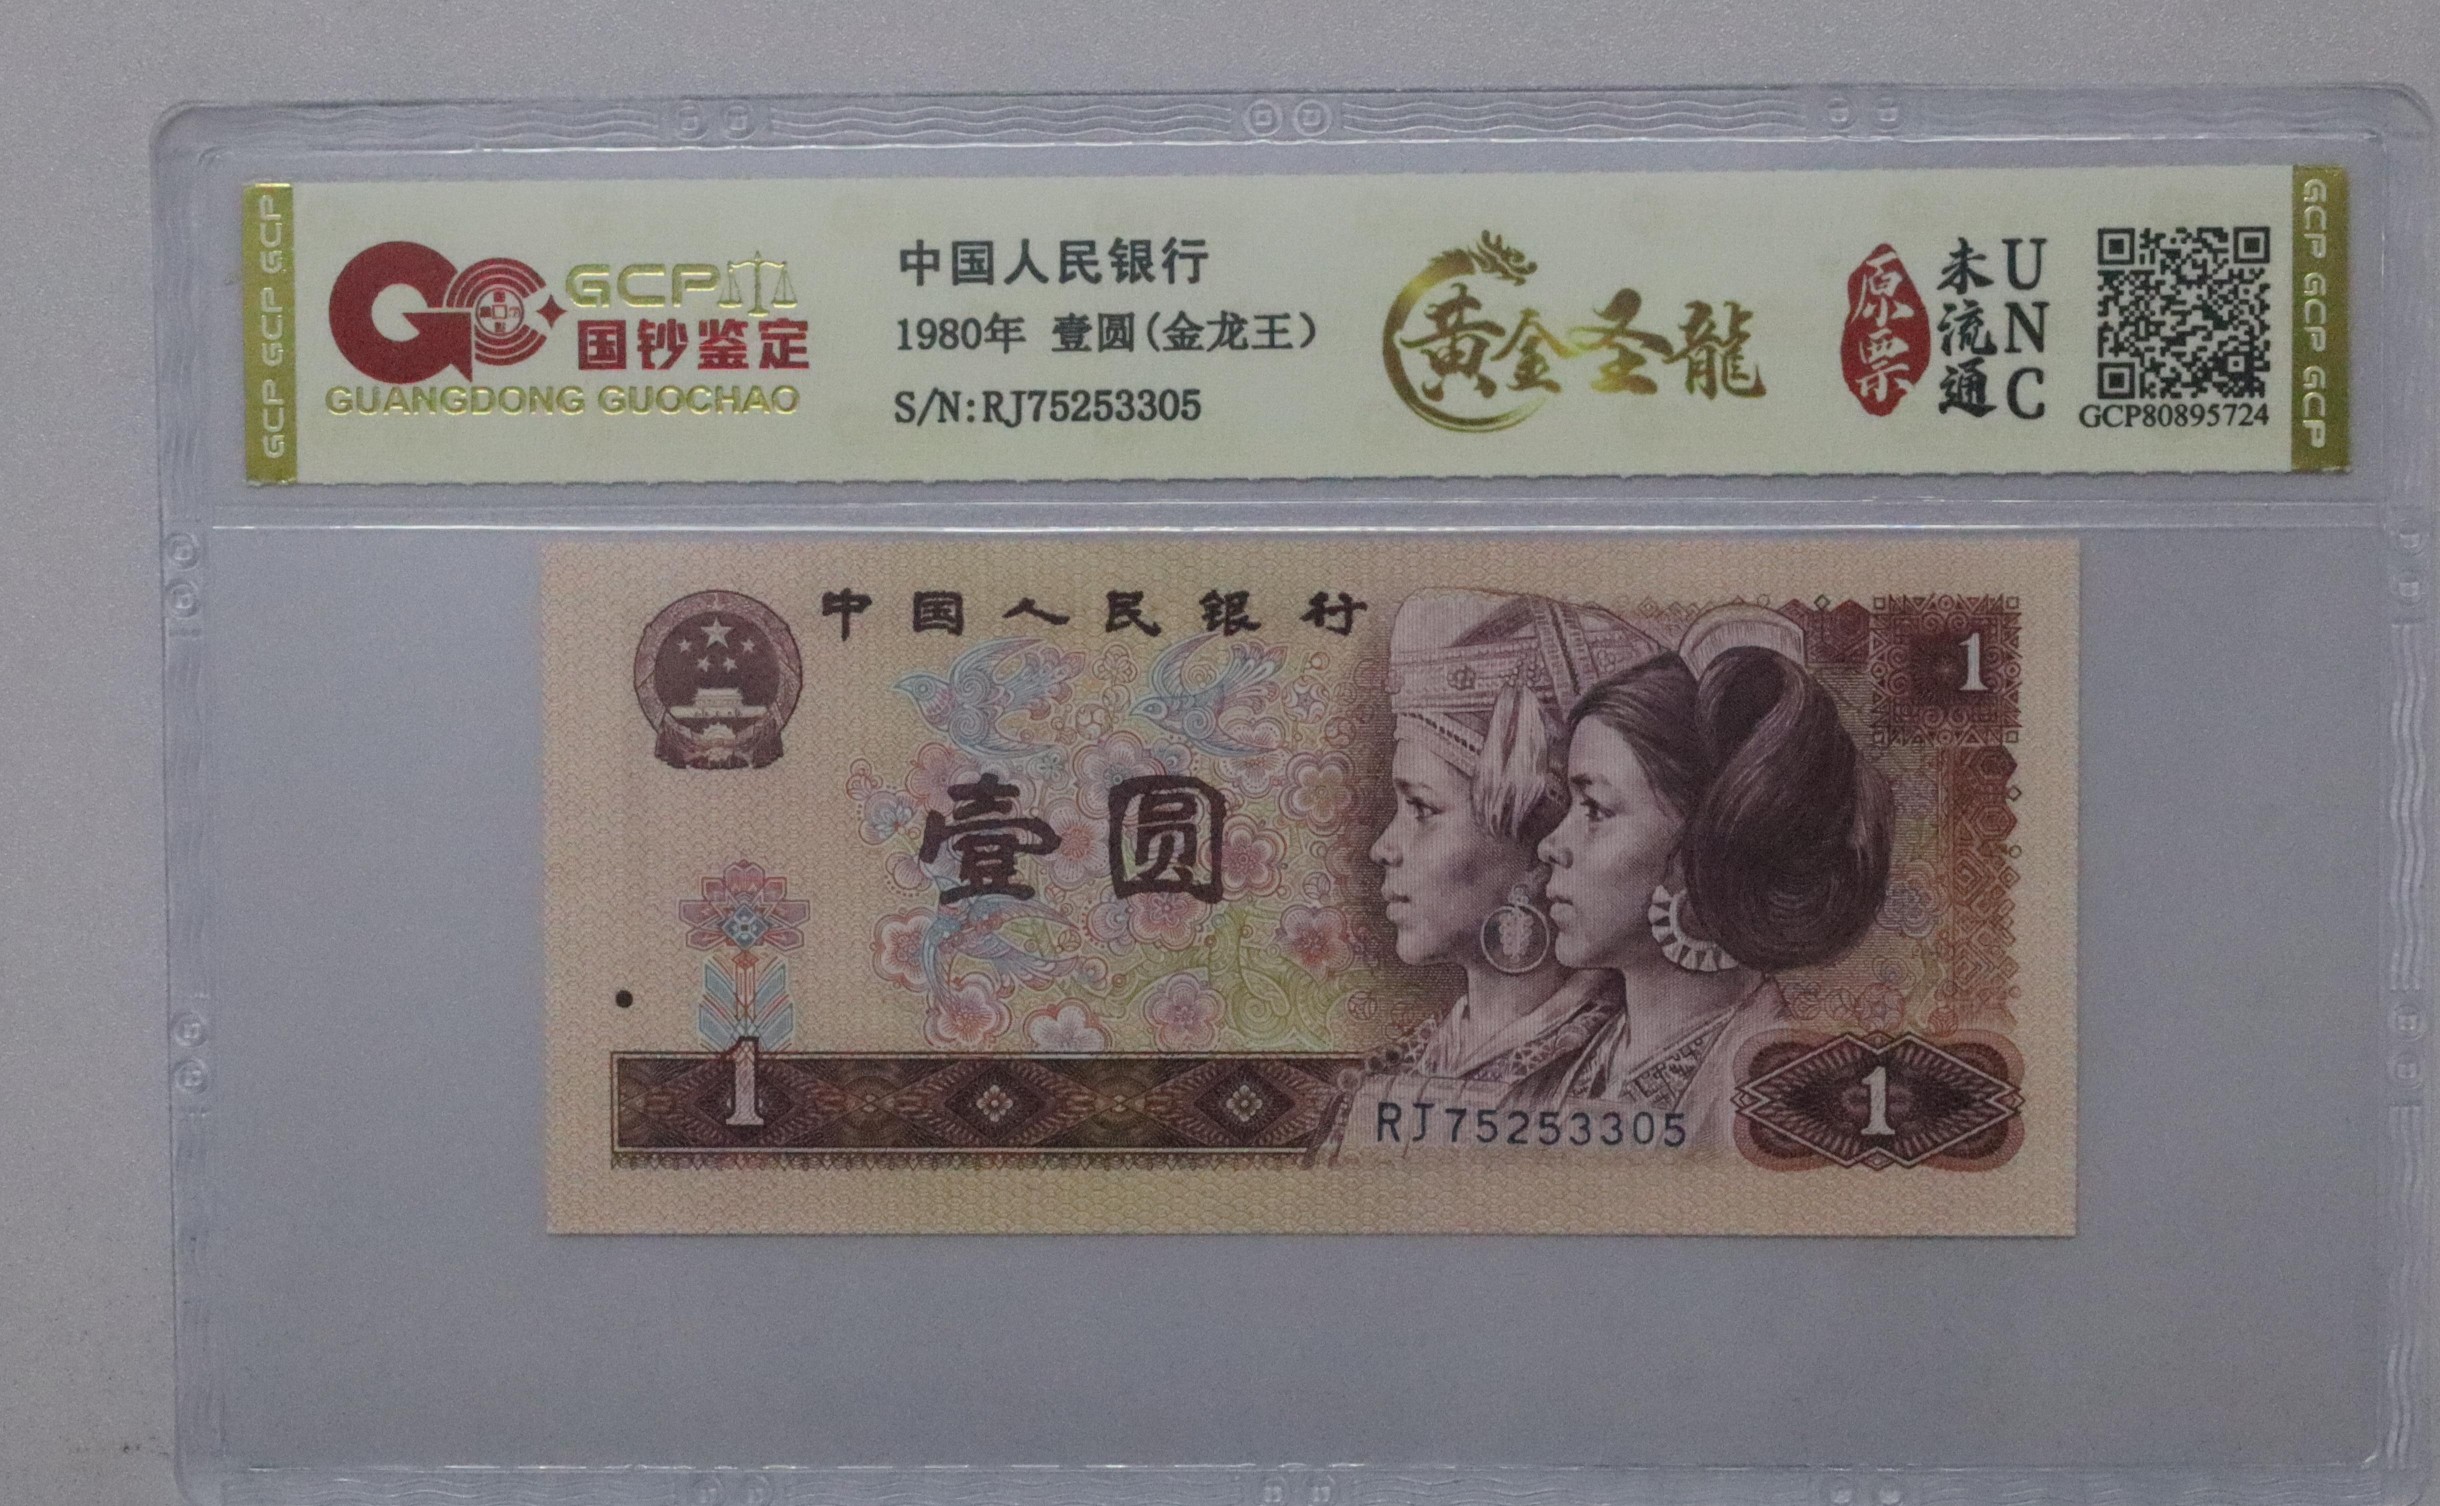 GCP GCP GCP
GCP
国钞鉴定
GUANGDONG GUOCHAO
中国人民银行
1980年 壹圆(金龙王)
S/N:RJ75253305
黄金圣龍
原票
未流通
UNC
GCP80895724
GCP GCP GCP
中国人民银行
1
壹圆
1
RJ75253305
1